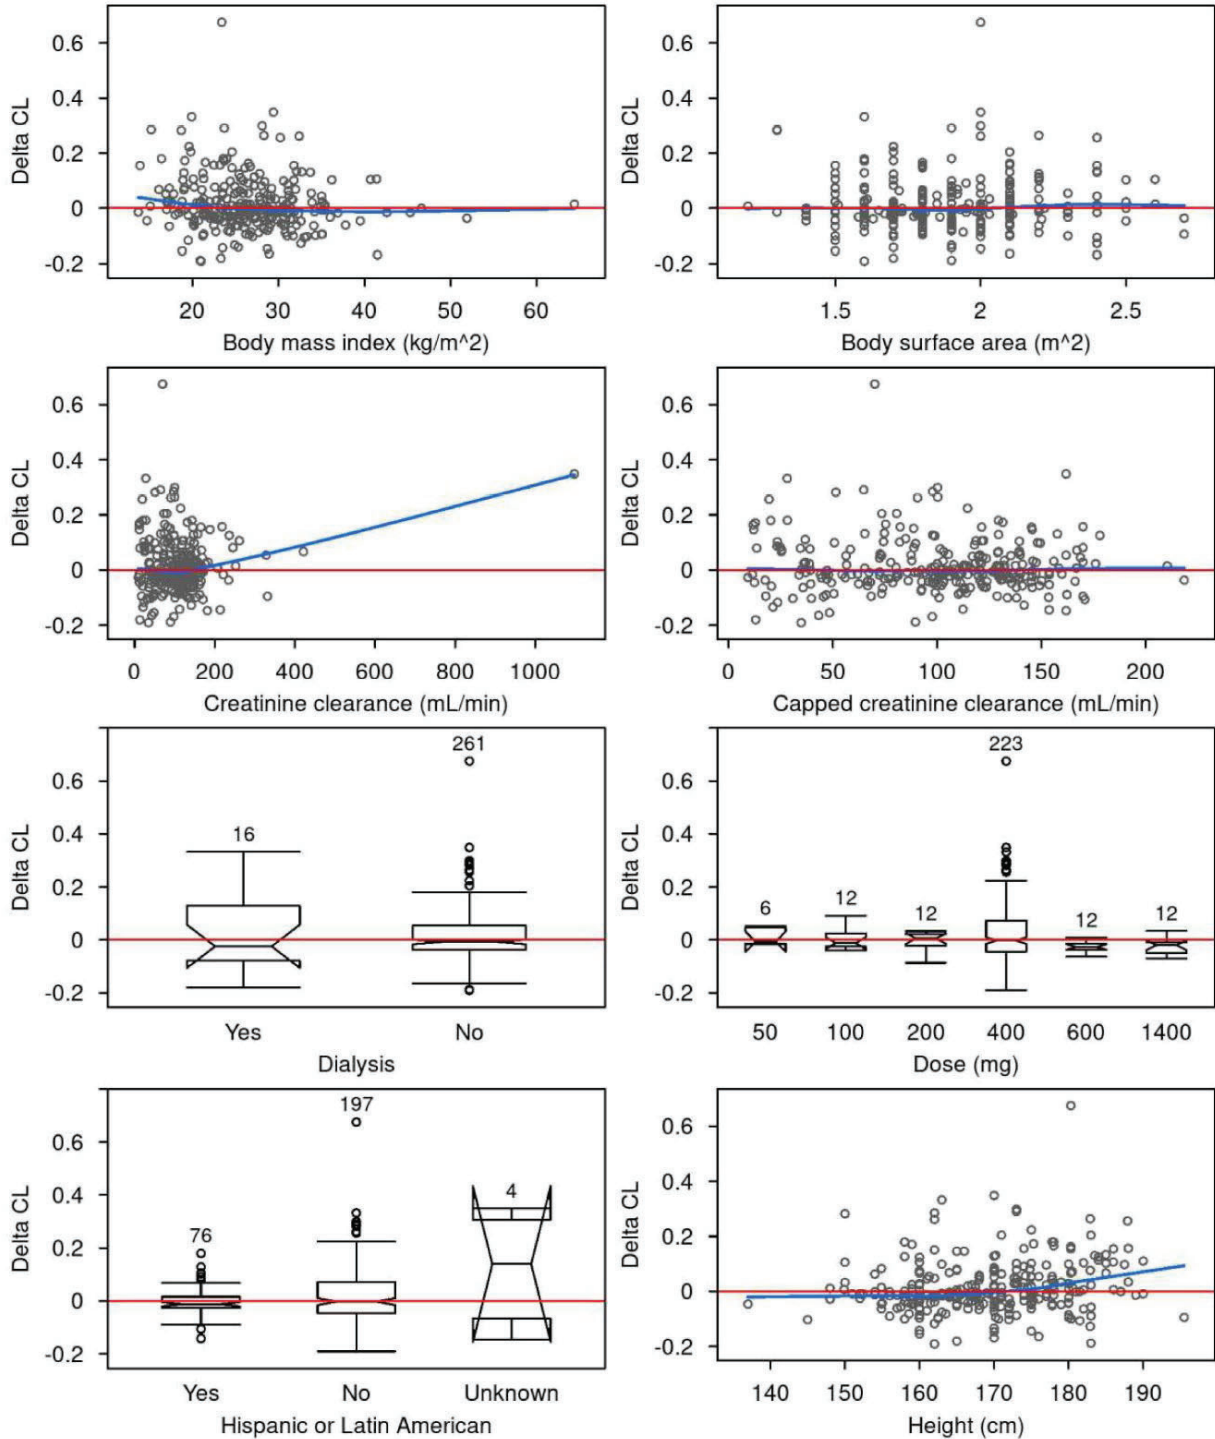 0.6
0.4
0.2
0
-0.2
Delta CL
20 30 40 50 60
Body mass index (kg/m^2)
0.6
0.4
0.2
0
-0.2
Delta CL
1.5 2 2.5
Body surface area (m^2)
0.6
0.4
0.2
0
-0.2
Delta CL
0 200 400 600 800 1000
Creatinine clearance (mL/min)
0.6
0.4
0.2
0
-0.2
Delta CL
0 50 100 150 200
Capped creatinine clearance (mL/min)
0.6
0.4
0.2
0
-0.2
Delta CL
16 261
Yes No
Dialysis
0.6
0.4
0.2
0
-0.2
Delta CL
6 12 12 223 12 12
50 100 200 400 600 1400
Dose (mg)
0.6
0.4
0.2
0
-0.2
Delta CL
76 197 4
Yes No Unknown
Hispanic or Latin American
0.6
0.4
0.2
0
-0.2
Delta CL
140 150 160 170 180 190
Height (cm)